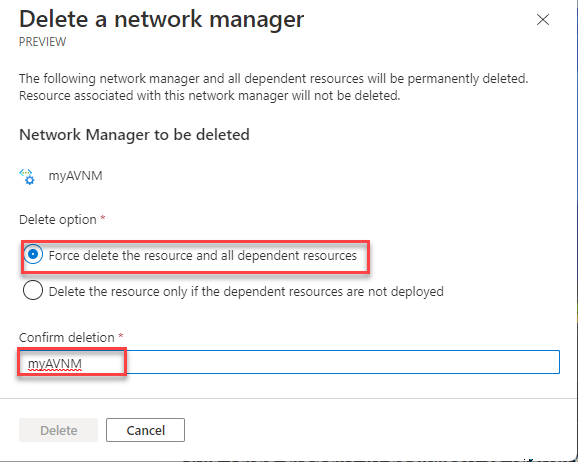 Delete a network manager
PREVIEW
The following network manager and all dependent resources will be permanently deleted.
Resource associated with this network manager will not be deleted.
Network Manager to be deleted
myAVNM
Delete option *
Force delete the resource and all dependent resources
Delete the resource only if the dependent resources are not deployed
Confirm deletion *
myAVNM
Delete Cancel